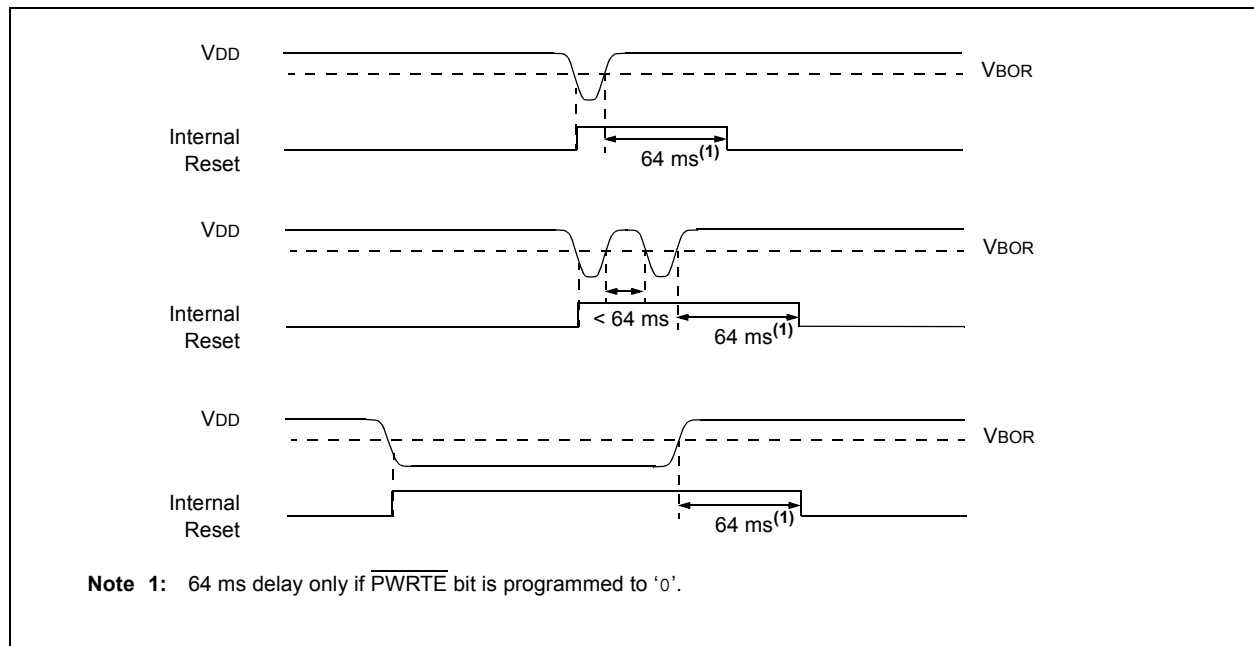 VDD
VBOR
Internal
Reset
64 ms(1)
VDD
VBOR
Internal
Reset
< 64 ms
64 ms(1)
VDD
VBOR
Internal
Reset
64 ms(1)
Note 1: 64 ms delay only if PWRTE bit is programmed to ‘0’.